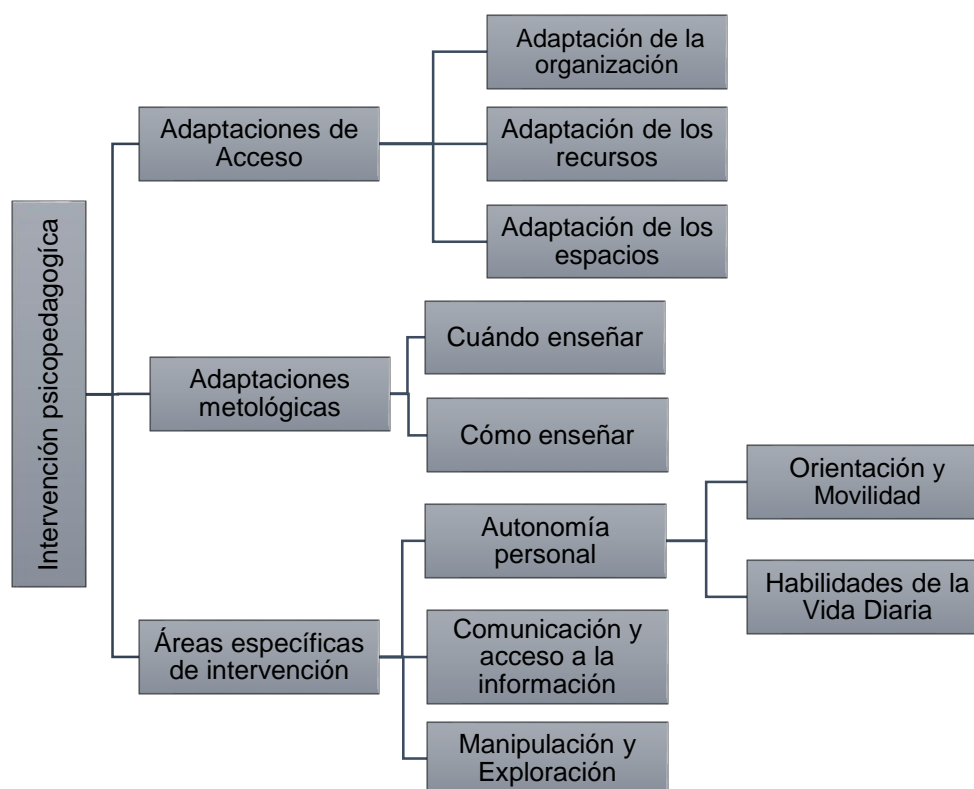 Intervención psicopedagogíca
Adaptaciones de
Acceso
Adaptación de la
organización
Adaptación de los
recursos
Adaptación de los
espacios
Adaptaciones
metológicas
Cuándo enseñar
Cómo enseñar
Áreas específicas
de intervención
Autonomía
personal
Orientación y
Movilidad
Habilidades de la
Vida Diaria
Comunicación y
acceso a la
información
Manipulación y
Exploración